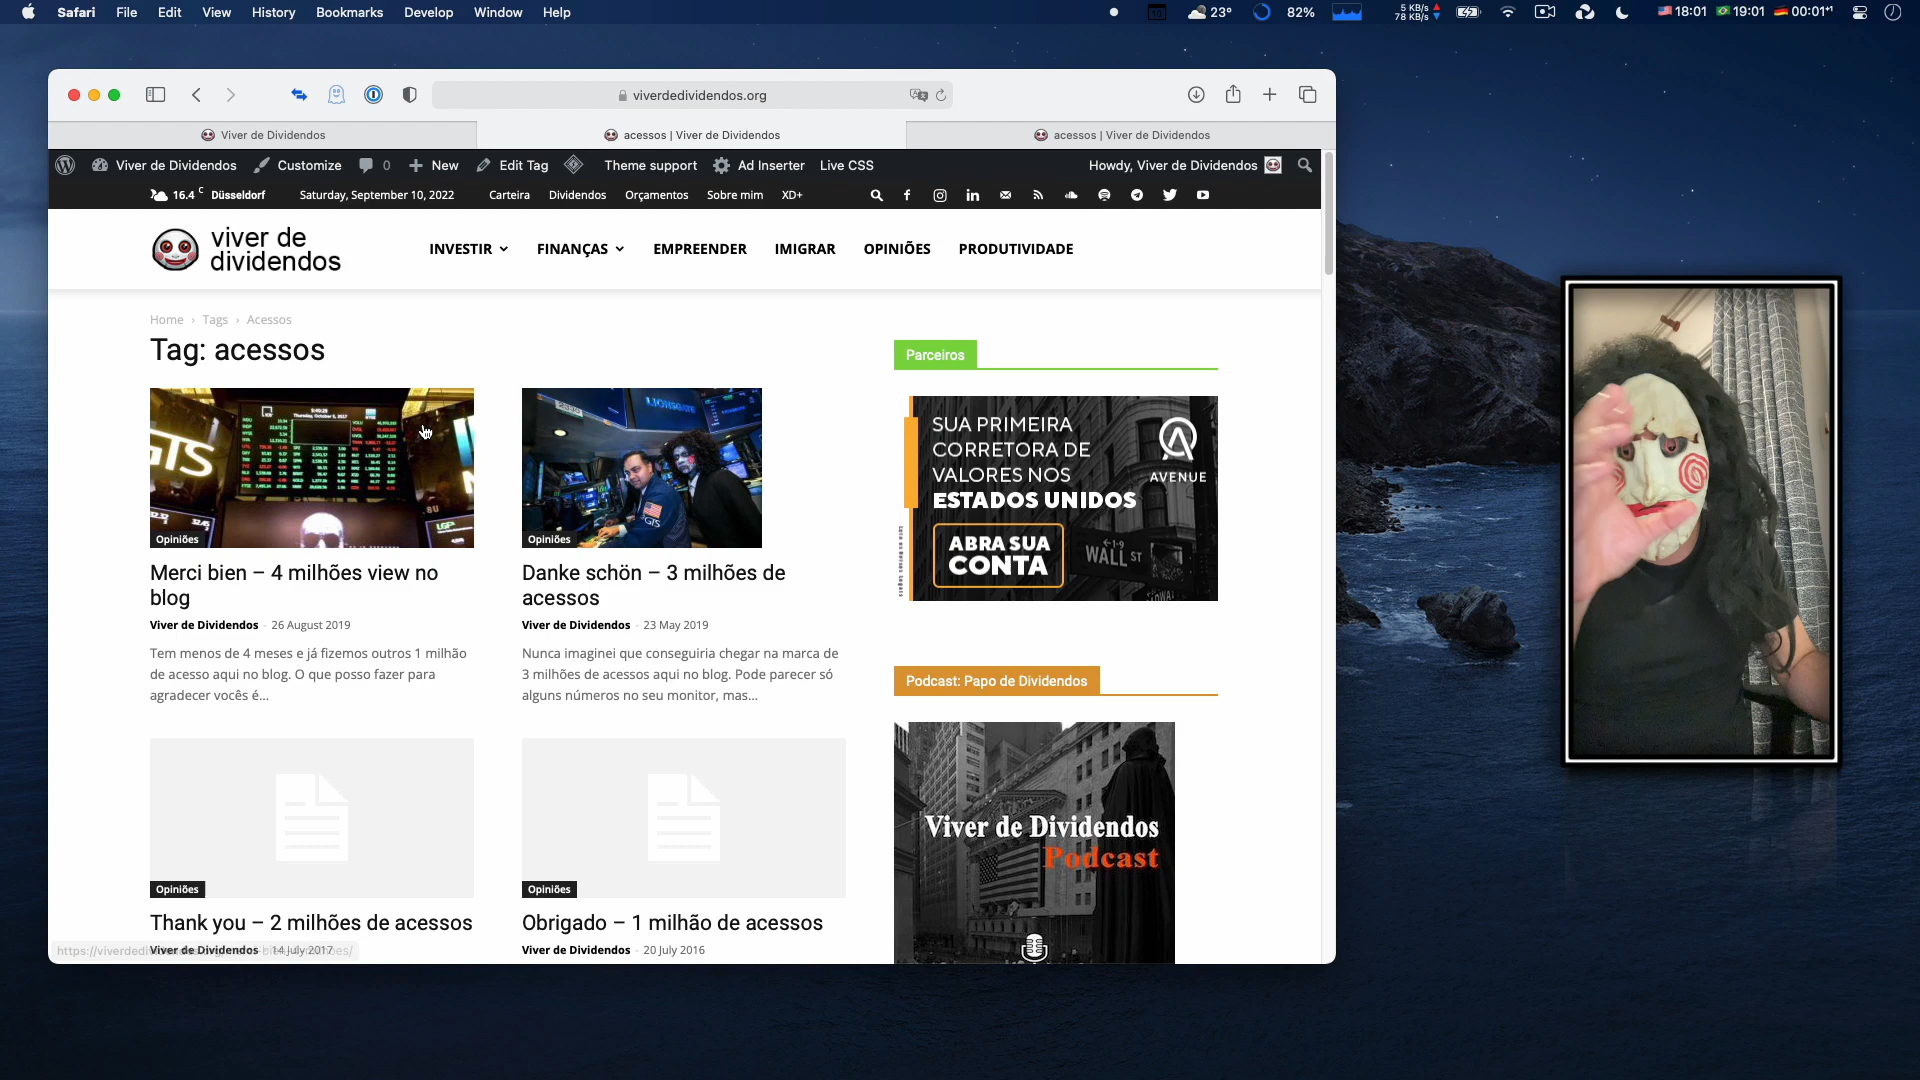 Safari File Edit View History Bookmarks Develop Window Help
10 23° 82% 5 KB/s 78 KB/s 18:01 19:01 00:01+1
viverdedividendos.org
Viver de Dividendos
acessos | Viver de Dividendos
acessos | Viver de Dividendos
Viver de Dividendos Customize 0 New Edit Tag Theme support Ad Inserter Live CSS Howdy, Viver de Dividendos
16.4 C Düsseldorf Saturday, September 10, 2022 Carteira Dividendos Orçamentos Sobre mim XD+
viver de
dividendos
INVESTIR FINANÇAS EMPREENDER IMIGRAR OPINIÕES PRODUTIVIDADE
Home › Tags › Acessos
Tag: acessos
Opiniões
Merci bien – 4 milhões view no
blog
Viver de Dividendos - 26 August 2019
Tem menos de 4 meses e já fizemos outros 1 milhão
de acesso aqui no blog. O que posso fazer para
agradecer vocês é...
LIONSGATE
GTS
Opiniões
Danke schön – 3 milhões de
acessos
Viver de Dividendos - 23 May 2019
Nunca imaginei que conseguiria chegar na marca de
3 milhões de acessos aqui no blog. Pode parecer só
alguns números no seu monitor, mas...
Opiniões
Thank you – 2 milhões de acessos
Viver de Dividendos - 14 July 2017
Opiniões
Obrigado – 1 milhão de acessos
Viver de Dividendos - 20 July 2016
Parceiros
SUA PRIMEIRA
CORRETORA DE
VALORES NOS
ESTADOS UNIDOS
AVENUE
ABRA SUA
CONTA
WALL ST
Podcast: Papo de Dividendos
Viver de Dividendos
Podcast